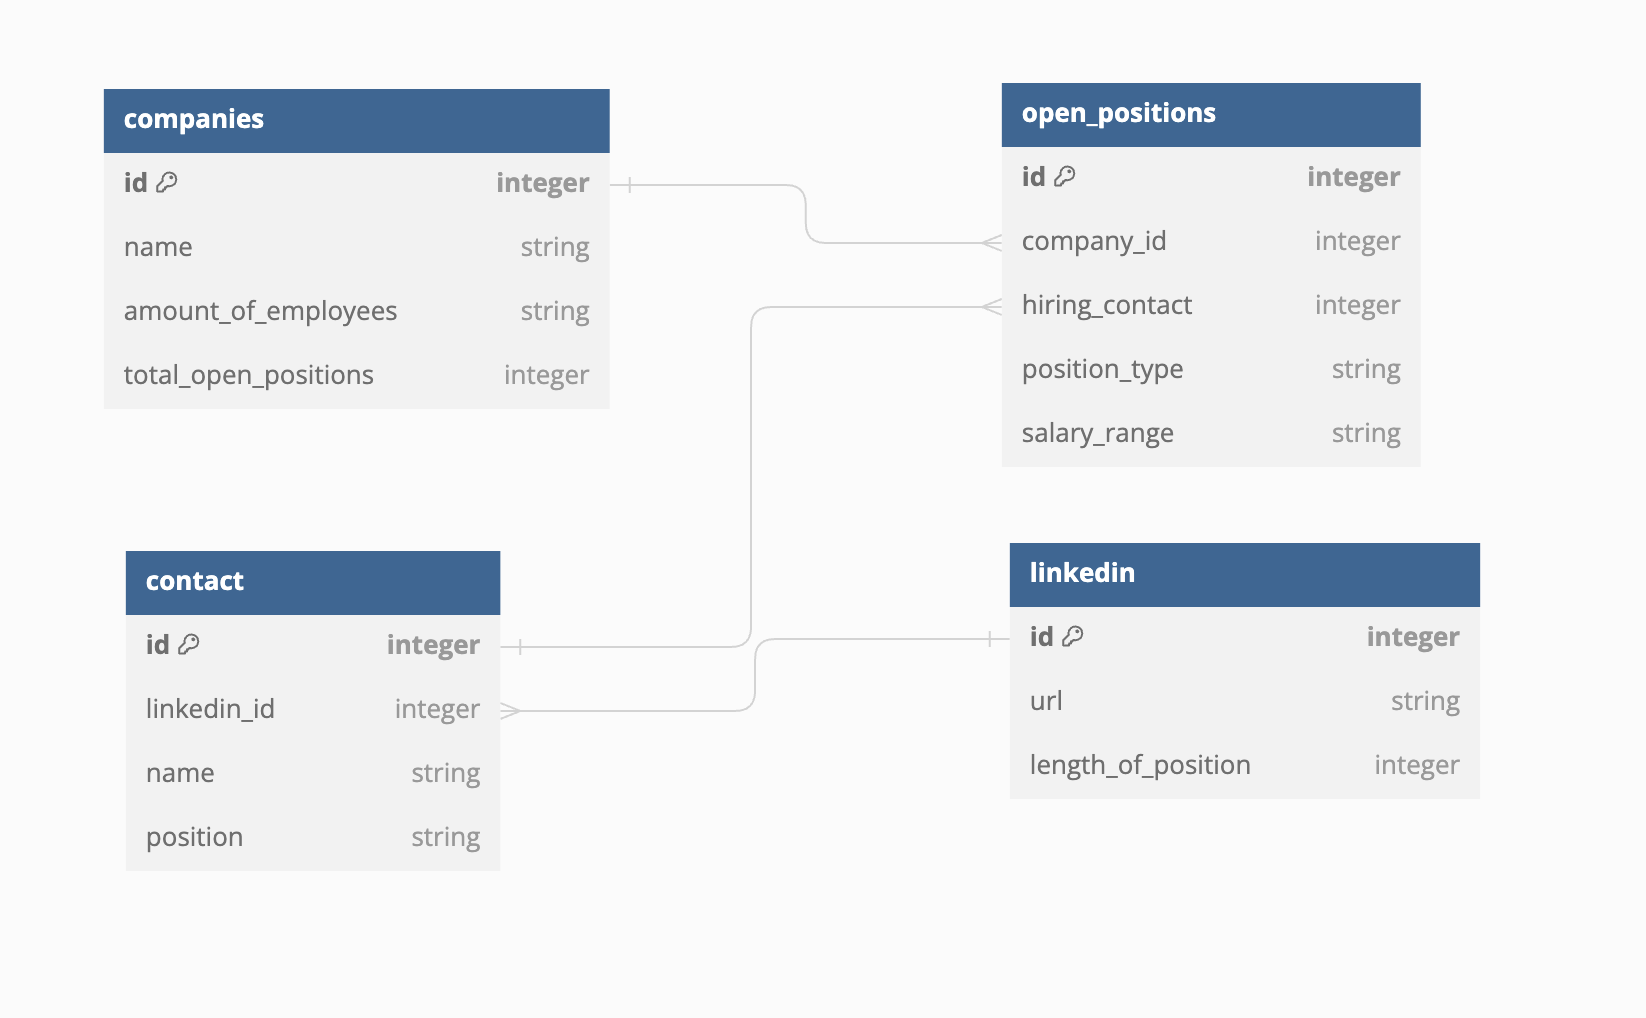 companies
id integer
name string
amount_of_employees string
total_open_positions integer
open_positions
id integer
company_id integer
hiring_contact integer
position_type string
salary_range string
contact
id integer
linkedin_id integer
name string
position string
linkedin
id integer
url string
length_of_position integer